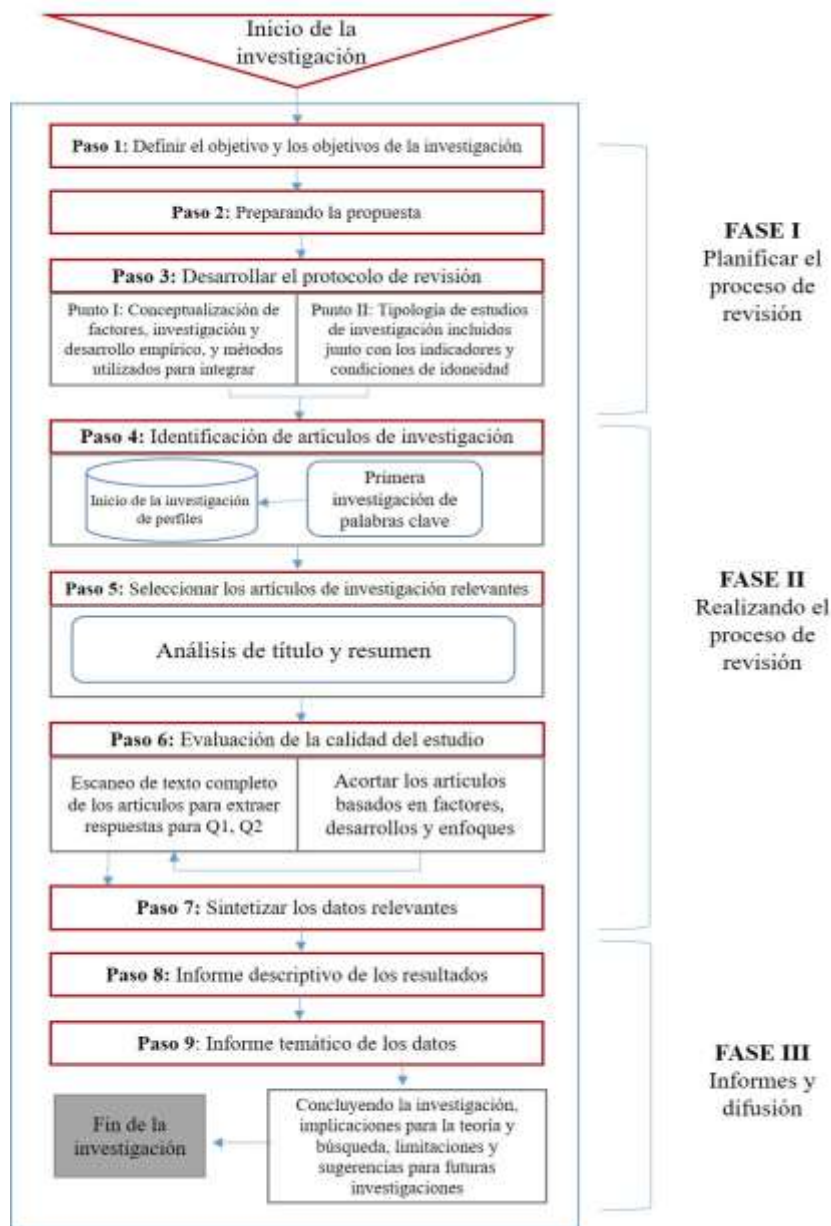 Inicio de la
investigación
Paso 1: Definir el objetivo y los objetivos de la investigación
Paso 2: Preparando la propuesta
Paso 3: Desarrollar el protocolo de revisión
Punto I: Conceptualización de
factores, investigación y
desarrollo empírico, y métodos
utilizados para integrar
Punto II: Tipología de estudios
de investigación incluidos
junto con los indicadores y
condiciones de idoneidad
FASE I
Planificar el
proceso de
revisión
Paso 4: Identificación de artículos de investigación
Inicio de la investigación
de perfiles
Primera
investigación de
palabras clave
Paso 5: Seleccionar los artículos de investigación relevantes
Análisis de título y resumen
Paso 6: Evaluación de la calidad del estudio
Escaneo de texto completo
de los artículos para extraer
respuestas para Q1, Q2
Acortar los artículos
basados en factores,
desarrollos y enfoques
Paso 7: Sintetizar los datos relevantes
FASE II
Realizando el
proceso de
revisión
Paso 8: Informe descriptivo de los resultados
Paso 9: Informe temático de los datos
Concluyendo la investigación,
implicaciones para la teoría y
búsqueda, limitaciones y
sugerencias para futuras
investigaciones
Fin de la
investigación
FASE III
Informes y
difusión